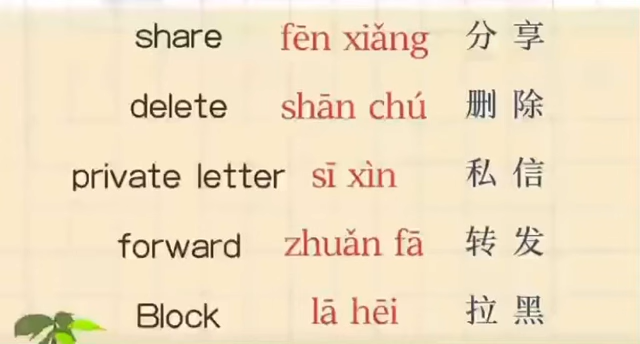 share fēn xiǎng 分享
delete shān chú 删除
private letter sī xìn 私信
forward zhuǎn fā 转发
Block lā hēi 拉黑